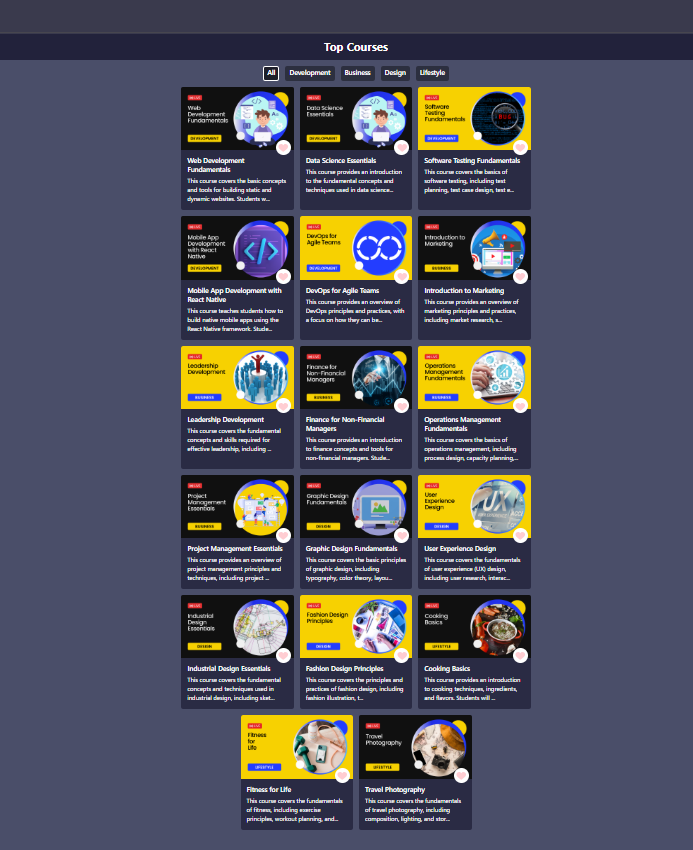 Top Courses
All Development Business Design Lifestyle
Web
Development
Fundamentals
DEVELOPMENT
Data Science
Essentials
DEVELOPMENT
Software
Testing
Fundamentals
DEVELOPMENT
Web Development
Fundamentals
This course covers the basic concepts
and tools for building static and
dynamic websites. Students w...
Data Science Essentials
This course provides an introduction
to the fundamental concepts and
techniques used in data science...
Software Testing Fundamentals
This course covers the basics of
software testing, including test
planning, test case design, test e...
Mobile App
Development
with React
Native
DEVELOPMENT
DevOps for
Agile Teams
DEVELOPMENT
Introduction to
Marketing
BUSINESS
Mobile App Development with
React Native
This course teaches students how to
build native mobile apps using the
React Native framework. Stude...
DevOps for Agile Teams
This course provides an overview of
DevOps principles and practices, with
a focus on how they can be...
Introduction to Marketing
This course provides an overview of
marketing principles and practices,
including market research, s...
Leadership
Development
BUSINESS
Finance for
Non-Financial
Managers
BUSINESS
Operations
Management
Fundamentals
BUSINESS
Leadership Development
This course covers the fundamental
concepts and skills required for
effective leadership, including ...
Finance for Non-Financial
Managers
This course provides an introduction
to finance concepts and tools for
non-financial managers. Stude...
Operations Management
Fundamentals
This course covers the basics of
operations management, including
process design, capacity planning,...
Project
Management
Essentials
BUSINESS
Graphic Design
Fundamentals
DESIGN
User
Experience
Design
DESIGN
UX
Project Management Essentials
This course provides an overview of
project management principles and
techniques, including project ...
Graphic Design Fundamentals
This course covers the basic principles
of graphic design, including
typography, color theory, layou...
User Experience Design
This course covers the fundamentals
of user experience (UX) design,
including user research, interac...
Industrial
Design
Essentials
DESIGN
Fashion Design
Principles
DESIGN
Cooking
Basics
LIFESTYLE
Industrial Design Essentials
This course covers the fundamental
concepts and techniques used in
industrial design, including sket...
Fashion Design Principles
This course covers the principles and
practices of fashion design, including
fashion illustration, t...
Cooking Basics
This course provides an introduction
to cooking techniques, ingredients,
and flavors. Students will ...
Fitness
for
Life
LIFESTYLE
Travel
Photography
LIFESTYLE
Fitness for Life
This course covers the fundamentals
of fitness, including exercise
principles, workout planning, and...
Travel Photography
This course covers the fundamentals
of travel photography, including
composition, lighting, and stor...